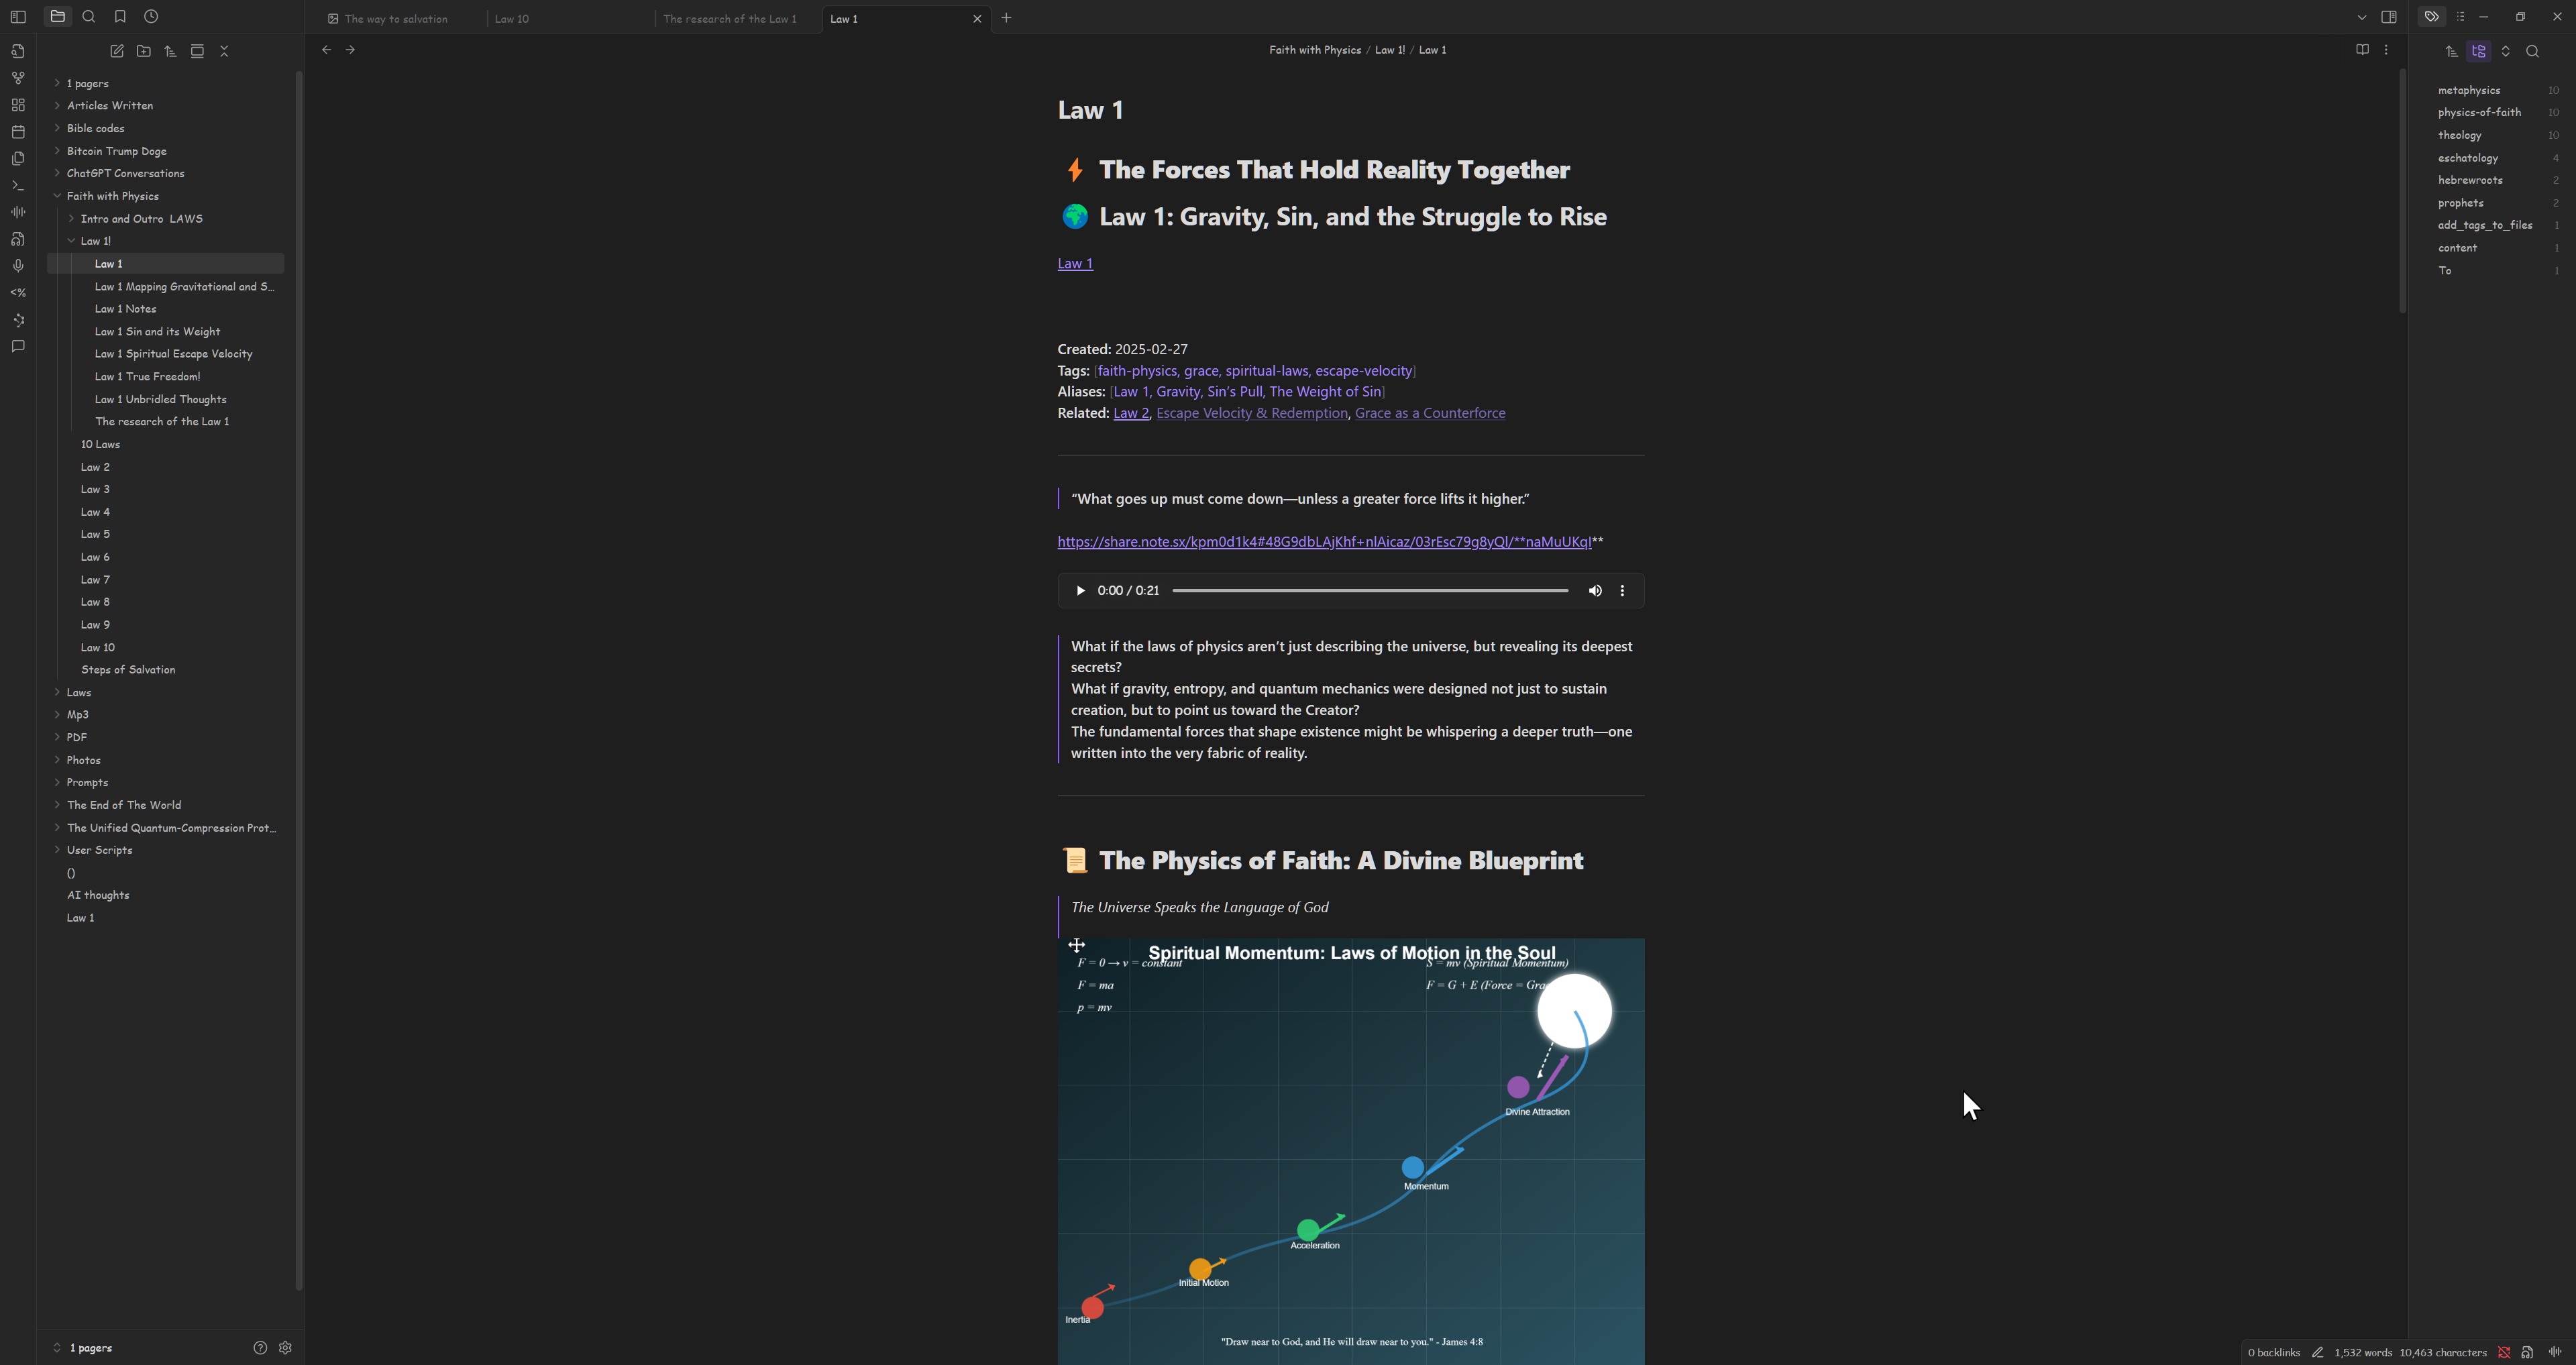 The way to salvation
Law 10
The research of the Law 1
Law 1
Faith with Physics / Law 1! / Law 1
1 pagers
Articles Written
Bible codes
Bitcoin Trump Doge
ChatGPT Conversations
Faith with Physics
Intro and Outro LAWS
Law 1!
Law 1
Law 1 Mapping Gravitational and S...
Law 1 Notes
Law 1 Sin and its Weight
Law 1 Spiritual Escape Velocity
Law 1 True Freedom!
Law 1 Unbridled Thoughts
The research of the Law 1
10 Laws
Law 2
Law 3
Law 4
Law 5
Law 6
Law 7
Law 8
Law 9
Law 10
Steps of Salvation
Laws
Mp3
PDF
Photos
Prompts
The End of The World
The Unified Quantum-Compression Prot...
User Scripts
()
AI thoughts
Law 1
1 pagers
Law 1
The Forces That Hold Reality Together
Law 1: Gravity, Sin, and the Struggle to Rise
Law 1
Created: 2025-02-27
Tags: [faith-physics, grace, spiritual-laws, escape-velocity]
Aliases: [Law 1, Gravity, Sin's Pull, The Weight of Sin]
Related: Law 2, Escape Velocity & Redemption, Grace as a Counterforce
“What goes up must come down—unless a greater force lifts it higher.”
https://share.note.sx/kpm0d1k4#48G9dbLAjKhf+nlAicaz/03rEsc79g8yQl/**naMuUKqI**
0:00 / 0:21
What if the laws of physics aren’t just describing the universe, but revealing its deepest
secrets?
What if gravity, entropy, and quantum mechanics were designed not just to sustain
creation, but to point us toward the Creator?
The fundamental forces that shape existence might be whispering a deeper truth—one
written into the very fabric of reality.
The Physics of Faith: A Divine Blueprint
The Universe Speaks the Language of God
Spiritual Momentum: Laws of Motion in the Soul
F = 0 → v = constant
S = mv (Spiritual Momentum)
F = ma
F = G + E (Force = Gra
p = mv
Divine Attraction
Momentum
Acceleration
Initial Motion
Inertia
"Draw near to God, and He will draw near to you." - James 4:8
metaphysics 10
physics-of-faith 10
theology 10
eschatology 4
hebrewroots 2
prophets 2
add_tags_to_files 1
content 1
To 1
0 backlinks 1,532 words 10,463 characters